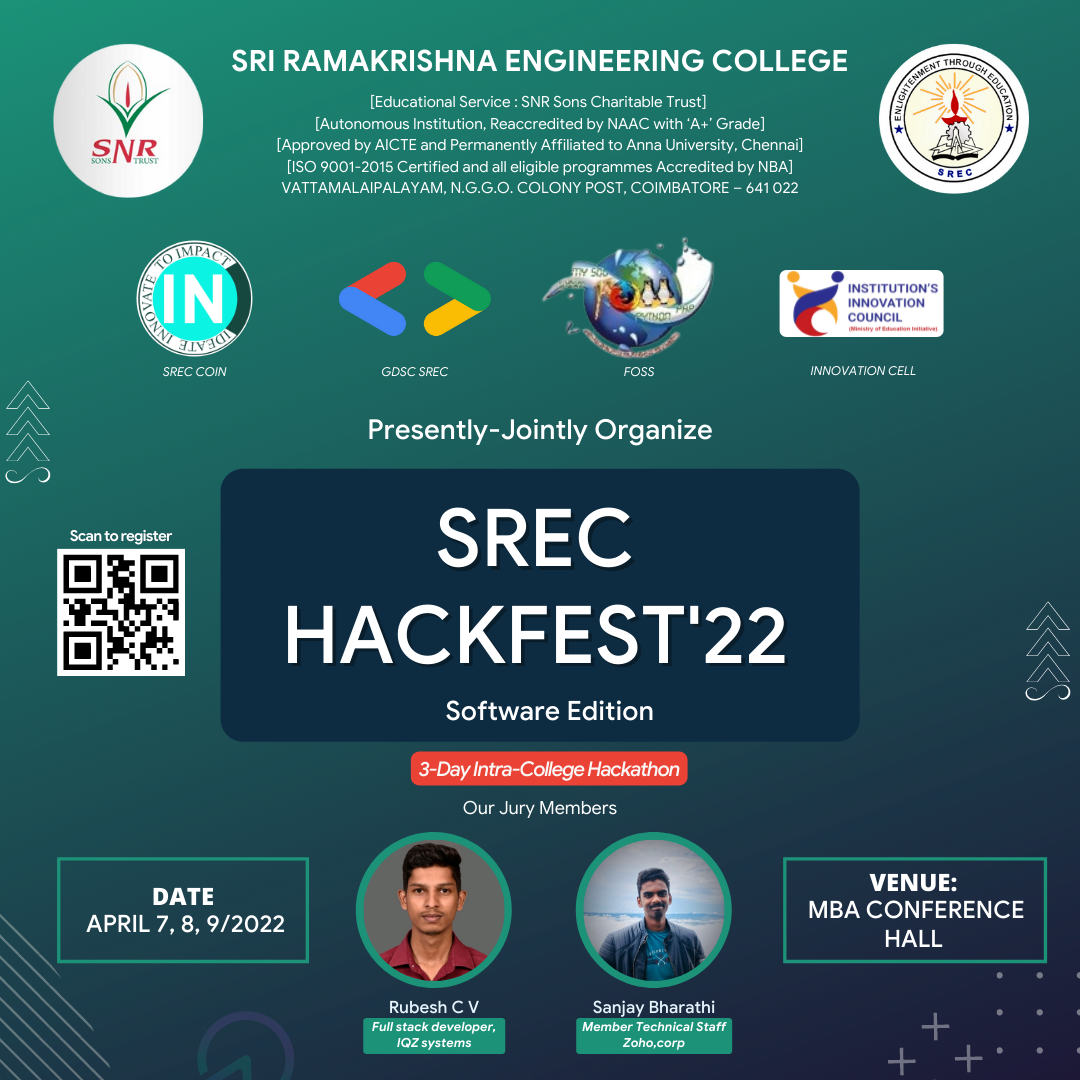 SRI RAMAKRISHNA ENGINEERING COLLEGE
[Educational Service : SNR Sons Charitable Trust]
[Autonomous Institution, Reaccredited by NAAC with ‘A+’ Grade]
[Approved by AICTE and Permanently Affiliated to Anna University, Chennai]
[ISO 9001-2015 Certified and all eligible programmes Accredited by NBA]
VATTAMALAIPALAYAM, N.G.G.O. COLONY POST, COIMBATORE – 641 022
SNR
SONS TRUST
ENLIGHTENMENT THROUGH EDUCATION
SREC
IDEATE INNOVATE TO IMPACT
IN
SREC COIN
GDSC SREC
PYTHON
PHP
FOSS
INSTITUTION'S
INNOVATION
COUNCIL
(Ministry of Education Initiative)
INNOVATION CELL
Presently-Jointly Organize
Scan to register
SREC
HACKFEST'22
Software Edition
3-Day Intra-College Hackathon
Our Jury Members
DATE
APRIL 7, 8, 9/2022
VENUE:
MBA CONFERENCE
HALL
Rubesh C V
Full stack developer,
IQZ systems
Sanjay Bharathi
Member Technical Staff
Zoho,corp